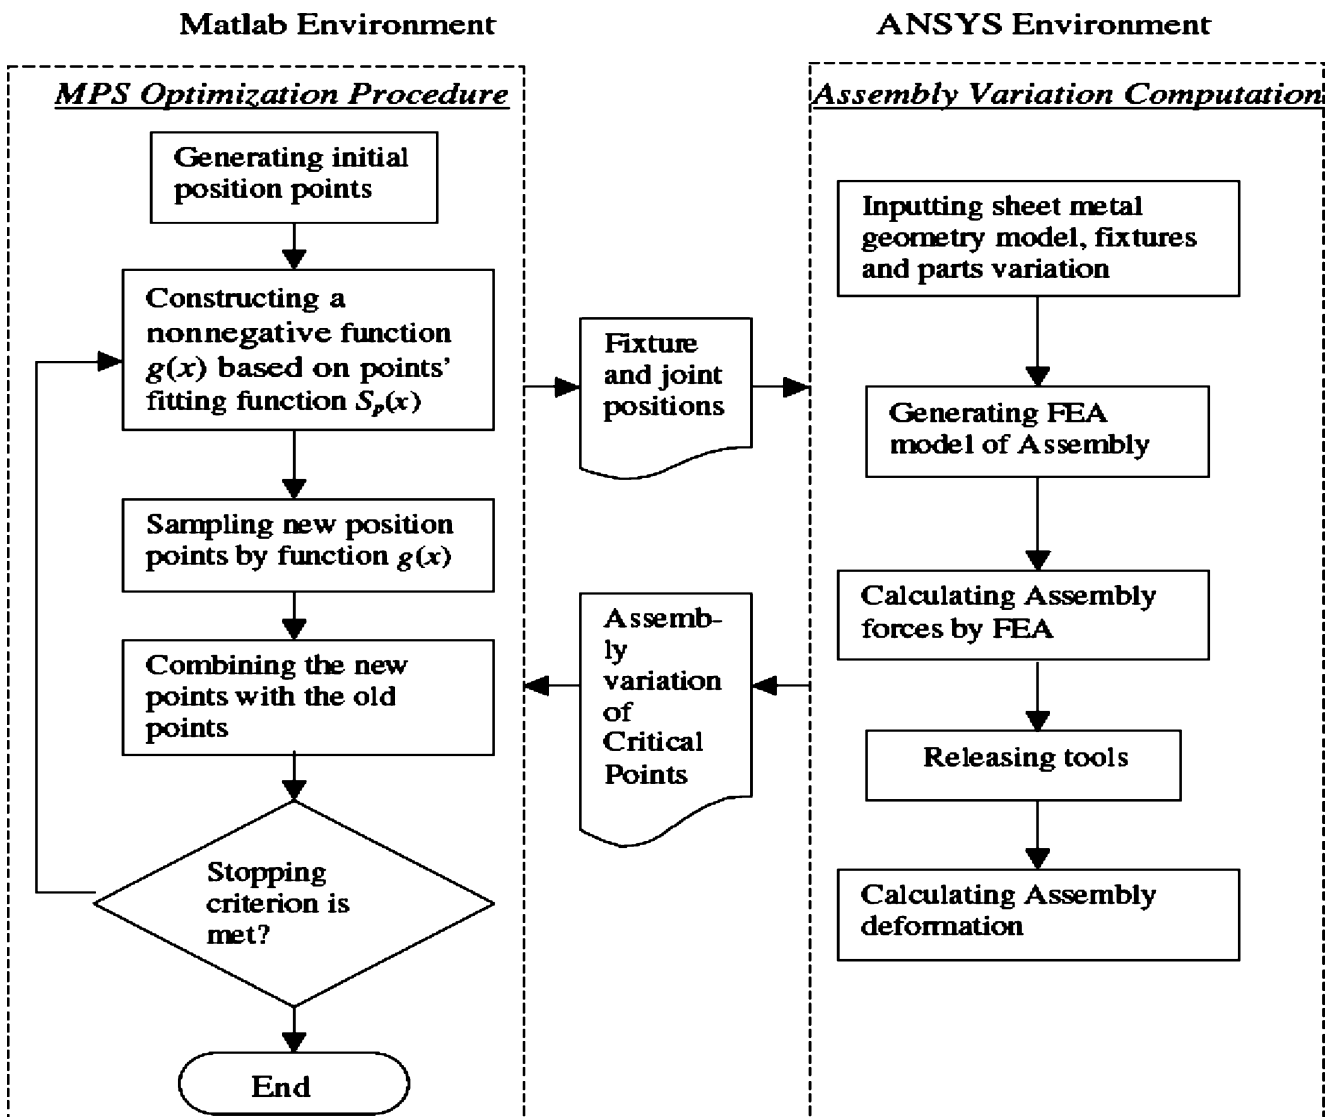 Matlab Environment
ANSYS Environment
MPS Optimization Procedure
Generating initial
position points
Constructing a
nonnegative function
g(x) based on points'
fitting function Sp(x)
Sampling new position
points by function g(x)
Combining the new
points with the old
points
Stopping
criterion is
met?
End
Fixture
and joint
positions
Assemb-
ly
variation
of
Critical
Points
Assembly Variation Computation
Inputting sheet metal
geometry model, fixtures
and parts variation
Generating FEA
model of Assembly
Calculating Assembly
forces by FEA
Releasing tools
Calculating Assembly
deformation